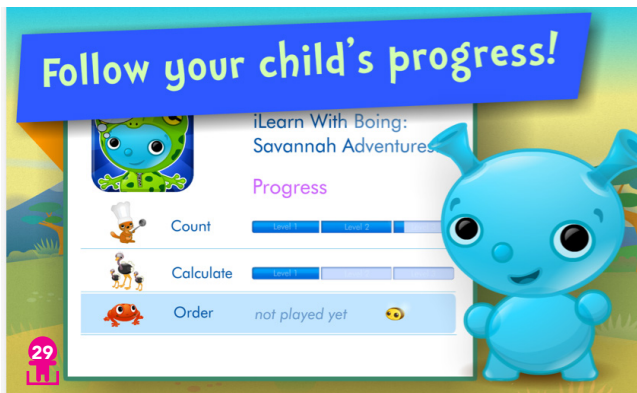 Follow your child's progress!
iLearn With Boing:
Savannah Adventures
Progress
Count
Level 1 Level 2
Calculate
Level 1
Order
not played yet
29